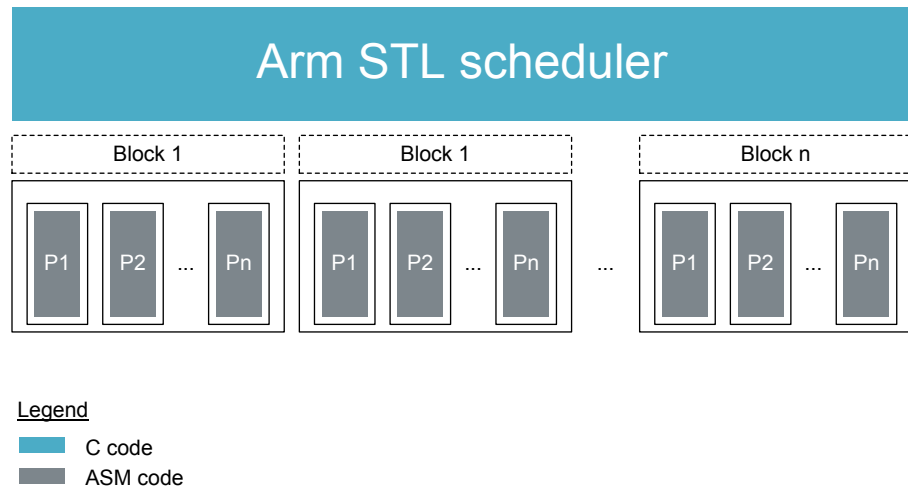 Arm STL scheduler
Block 1 Block 1 Block n
P1 P2 ... Pn P1 P2 ... Pn ... P1 P2 ... Pn
Legend
C code
ASM code